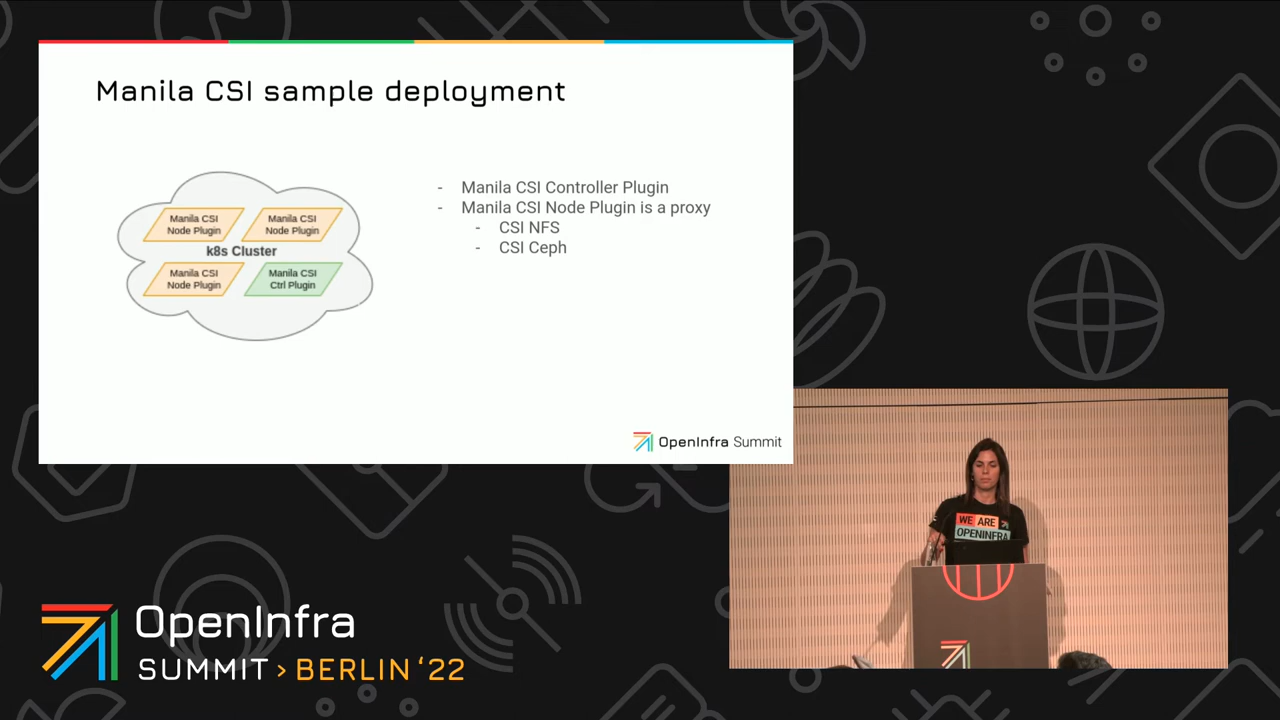 Manila CSI sample deployment
Manila CSI
Node Plugin
Manila CSI
Node Plugin
k8s Cluster
Manila CSI
Node Plugin
Manila CSI
Ctrl Plugin
- Manila CSI Controller Plugin
- Manila CSI Node Plugin is a proxy
- CSI NFS
- CSI Ceph
OpenInfra Summit
WE ARE
OPENINFRA
OpenInfra
SUMMIT › BERLIN ‘22